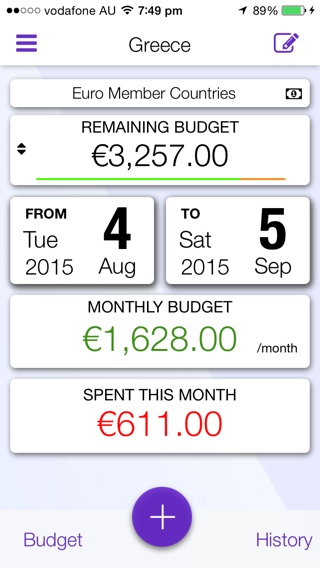 vodafone AU 7:49 pm 89%
Greece
Euro Member Countries
REMAINING BUDGET
€3,257.00
FROM
Tue 4
2015 Aug
TO
Sat 5
2015 Sep
MONTHLY BUDGET
€1,628.00 /month
SPENT THIS MONTH
€611.00
+
Budget History